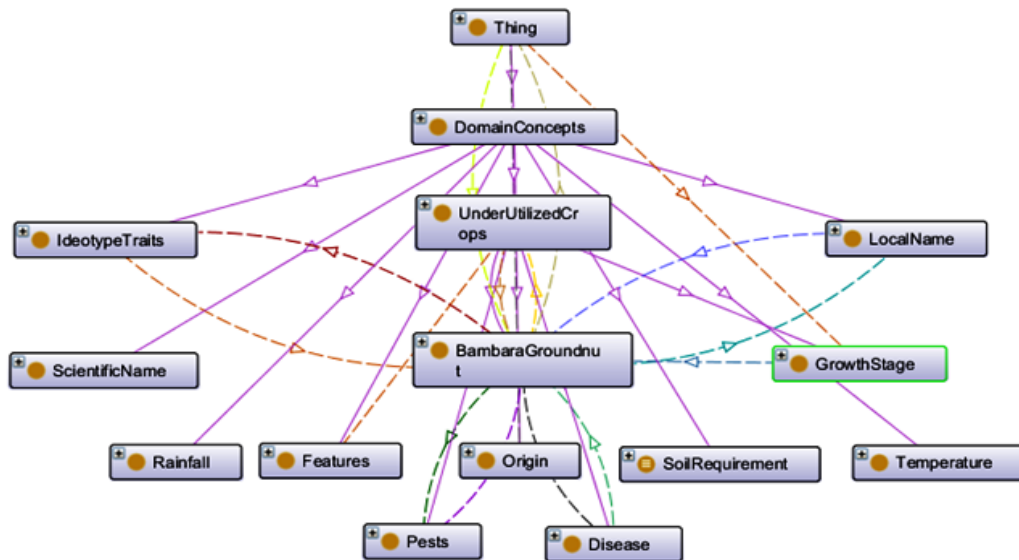 Thing
DomainConcepts
UnderUtilizedCr
ops
IdeotypeTraits
LocalName
BambaraGroundnu
t
ScientificName
GrowthStage
Rainfall
Features
Origin
SoilRequirement
Temperature
Pests
Disease